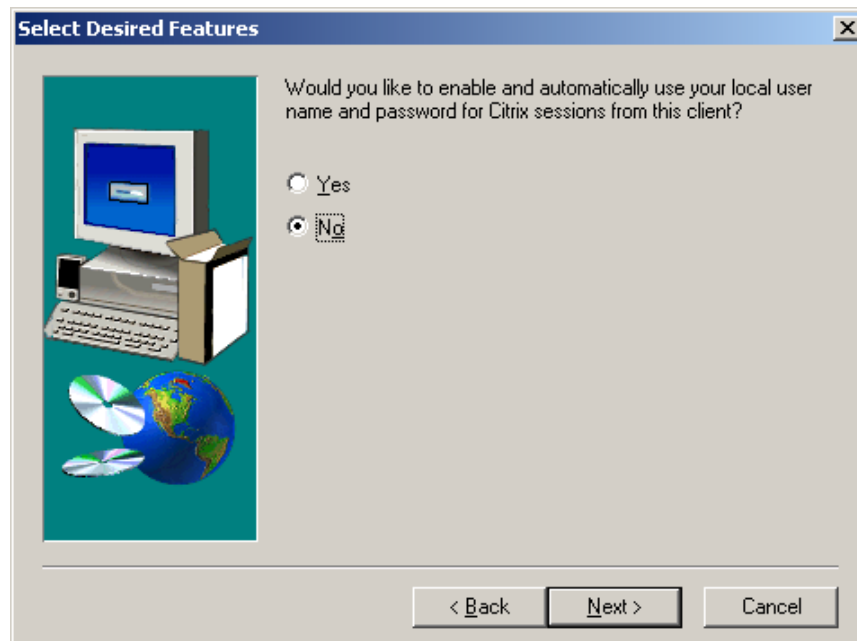 Select Desired Features
Would you like to enable and automatically use your local user
name and password for Citrix sessions from this client?
Yes
No
< Back
Next >
Cancel